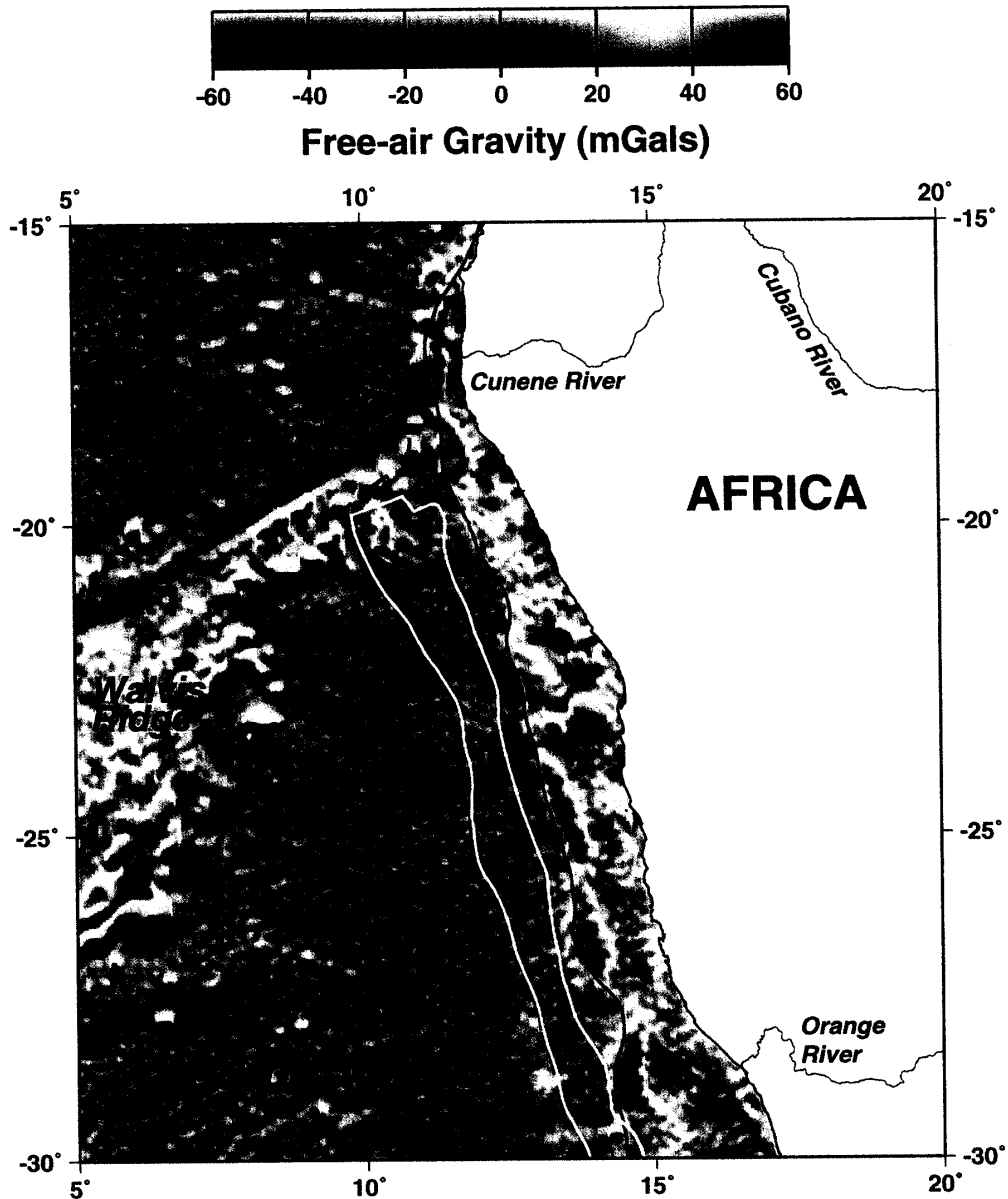 -60 -40 -20 0 20 40 60
Free-air Gravity (mGals)
5° 10° 15° 20°
-15° -15°
Cubano River
Cunene River
AFRICA
-20° -20°
Walvis
Ridge
-25° -25°
Orange
River
-30° -30°
5° 10° 15° 20°